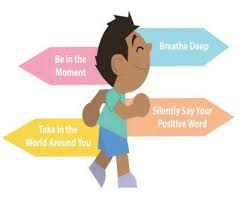 Breathe Deep
Be in the
Moment
Silently Say Your
Positive Word
Take in the
World Around You